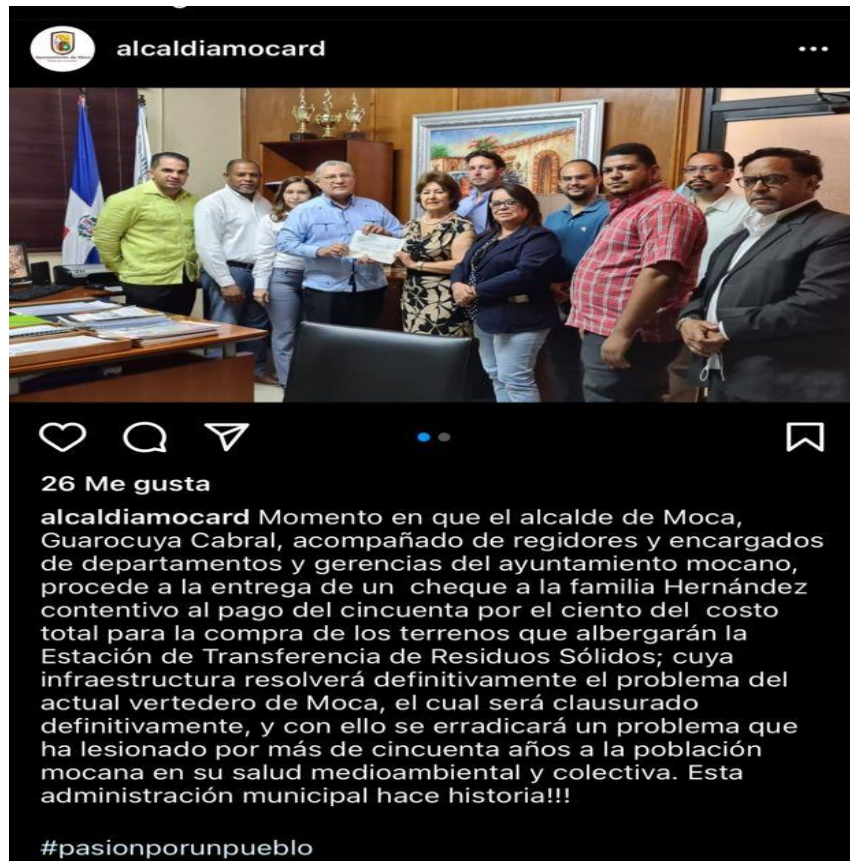 alcaldiamocard
26 Me gusta
alcaldiamocard Momento en que el alcalde de Moca,
Guarocuya Cabral, acompañado de regidores y encargados
de departamentos y gerencias del ayuntamiento mocano,
procede a la entrega de un cheque a la familia Hernández
contentivo al pago del cincuenta por el ciento del costo
total para la compra de los terrenos que albergarán la
Estación de Transferencia de Residuos Sólidos; cuya
infraestructura resolverá definitivamente el problema del
actual vertedero de Moca, el cual será clausurado
definitivamente, y con ello se erradicará un problema que
ha lesionado por más de cincuenta años a la población
mocana en su salud medioambiental y colectiva. Esta
administración municipal hace historia!!!
#pasionporunpueblo